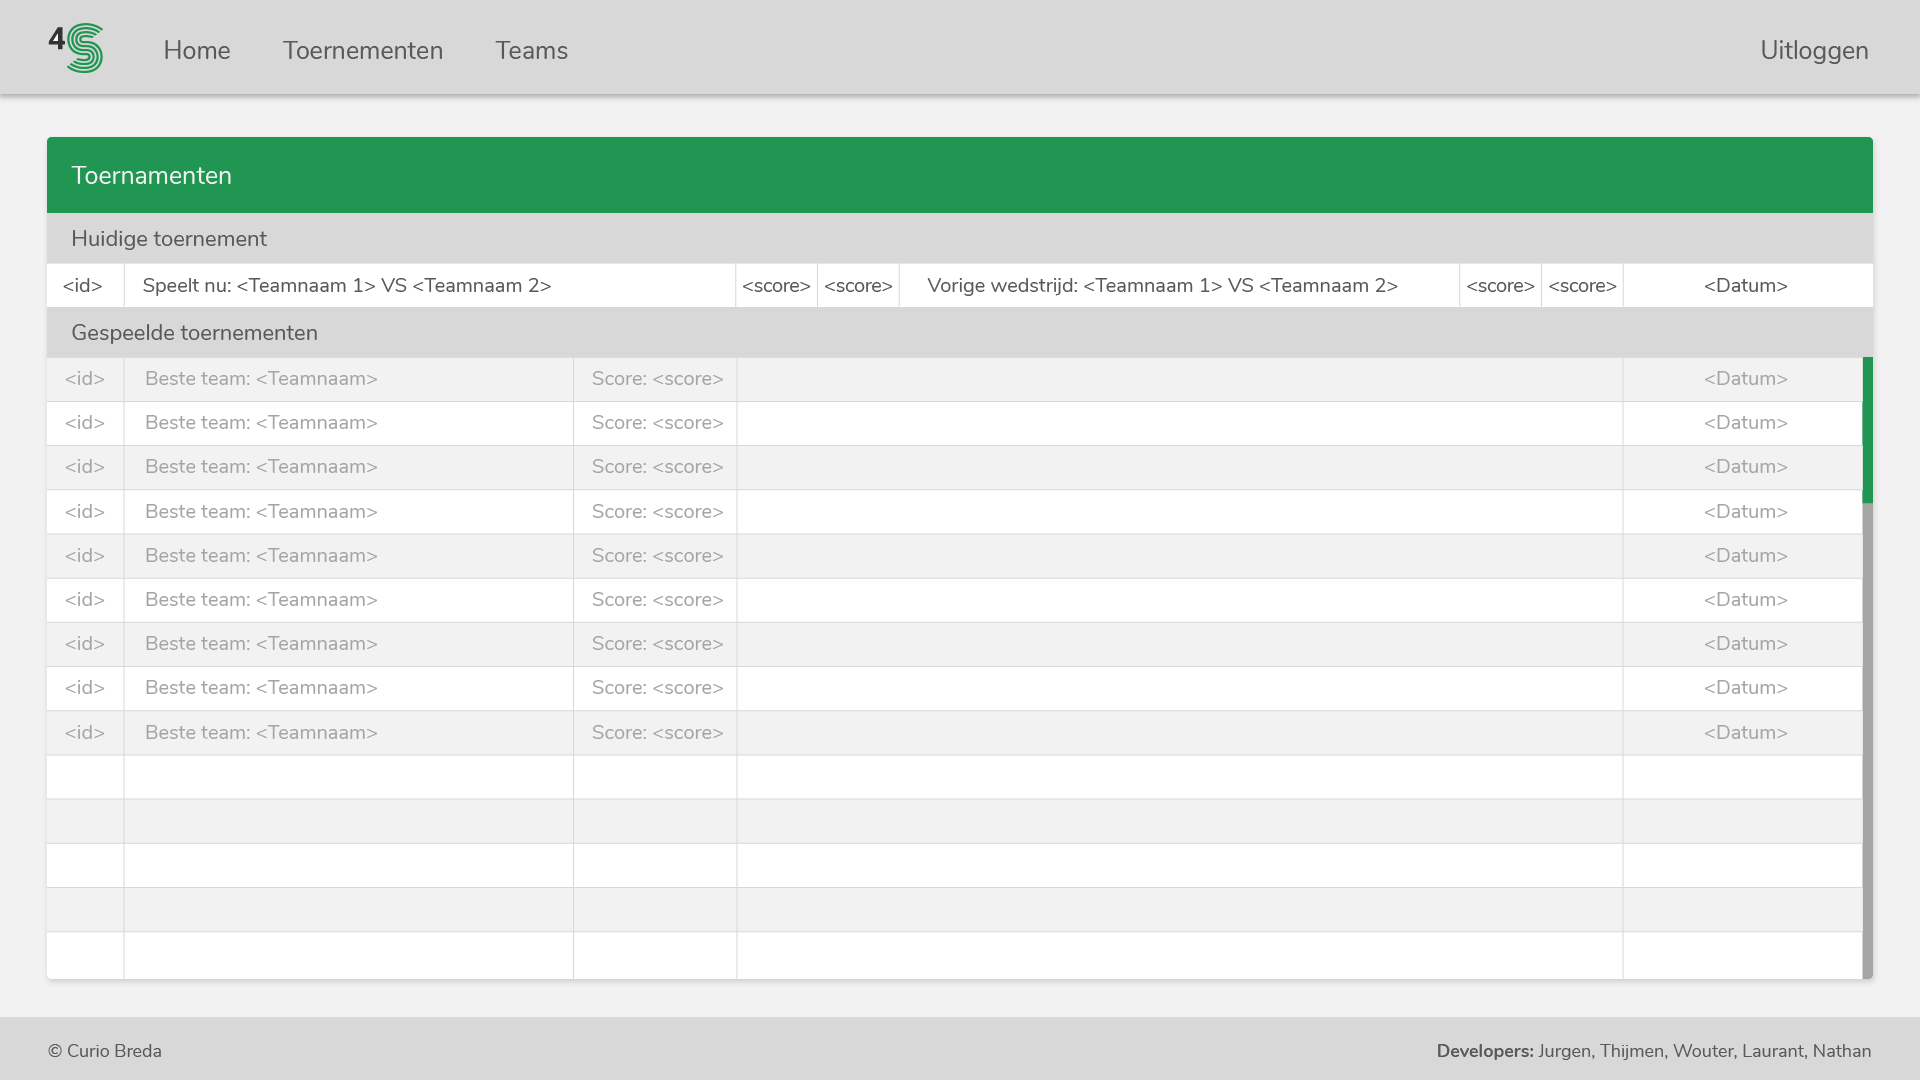 4S Home Toernementen Teams Uitloggen
Toernamenten
Huidige toernement
<id> Speelt nu: <Teamnaam 1> VS <Teamnaam 2> <score> <score> Vorige wedstrijd: <Teamnaam 1> VS <Teamnaam 2> <score> <score> <Datum>
Gespeelde toernementen
<id> Beste team: <Teamnaam> Score: <score> <Datum>
<id> Beste team: <Teamnaam> Score: <score> <Datum>
<id> Beste team: <Teamnaam> Score: <score> <Datum>
<id> Beste team: <Teamnaam> Score: <score> <Datum>
<id> Beste team: <Teamnaam> Score: <score> <Datum>
<id> Beste team: <Teamnaam> Score: <score> <Datum>
<id> Beste team: <Teamnaam> Score: <score> <Datum>
<id> Beste team: <Teamnaam> Score: <score> <Datum>
<id> Beste team: <Teamnaam> Score: <score> <Datum>
© Curio Breda Developers: Jurgen, Thijmen, Wouter, Laurant, Nathan